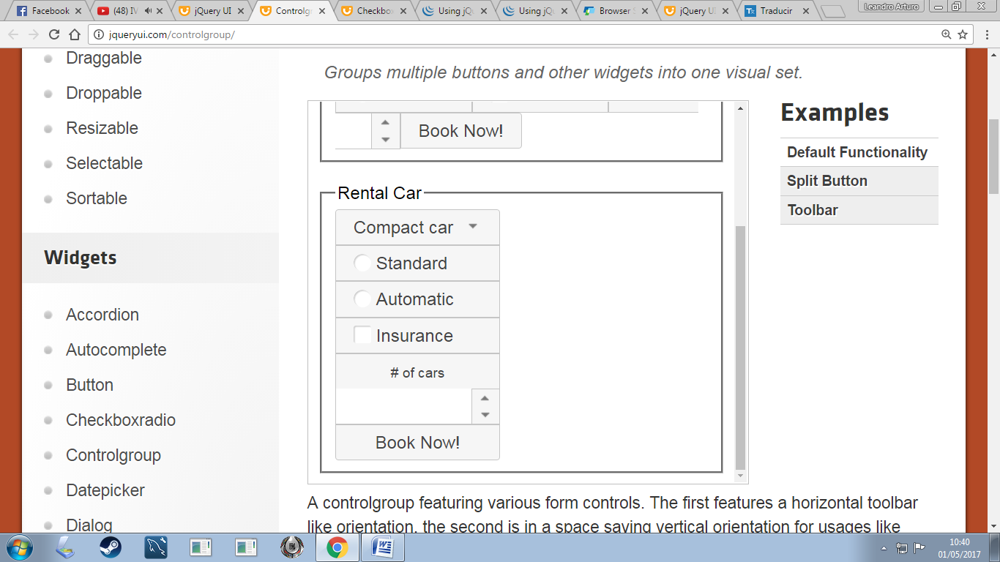 Facebook
(48) IV
jQuery UI
Controlgr
Checkbox
Using jQu
Using jQu
Browser S
jQuery UI
Traducir
Leandro Arturo
jqueryui.com/controlgroup/
Draggable
Droppable
Resizable
Selectable
Sortable
Widgets
Accordion
Autocomplete
Button
Checkboxradio
Controlgroup
Datepicker
Dialog
Groups multiple buttons and other widgets into one visual set.
Book Now!
Rental Car
Compact car
Standard
Automatic
Insurance
# of cars
Book Now!
A controlgroup featuring various form controls. The first features a horizontal toolbar
like orientation, the second is in a space saving vertical orientation for usages like
Examples
Default Functionality
Split Button
Toolbar
10:40
01/05/2017